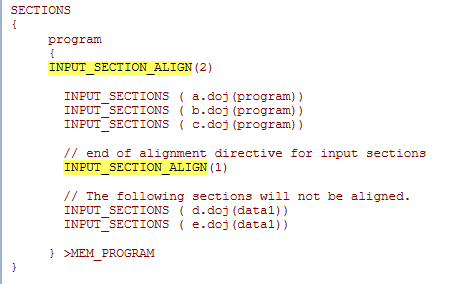 SECTIONS
{
program
{
INPUT_SECTION_ALIGN(2)
INPUT_SECTIONS ( a.doj(program))
INPUT_SECTIONS ( b.doj(program))
INPUT_SECTIONS ( c.doj(program))
// end of alignment directive for input sections
INPUT_SECTION_ALIGN(1)
// The following sections will not be aligned.
INPUT_SECTIONS ( d.doj(data1))
INPUT_SECTIONS ( e.doj(data1))
} >MEM_PROGRAM
}